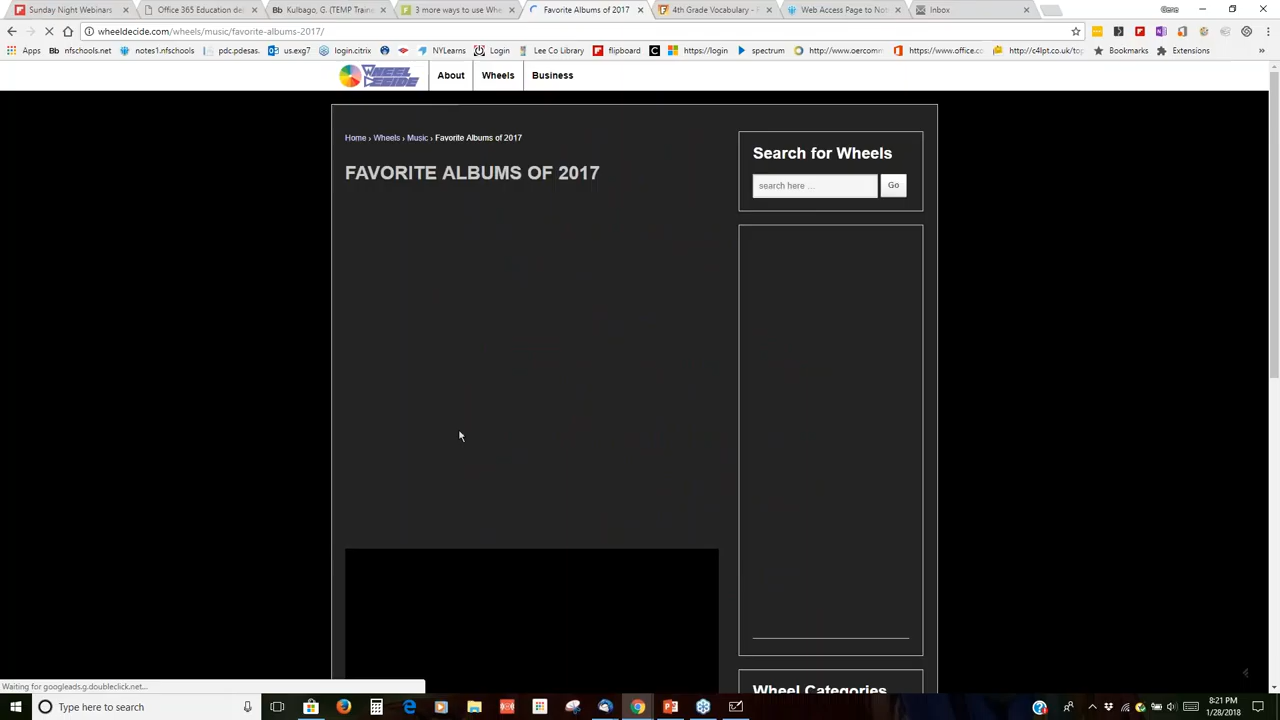 Sunday Night Webinars
Office 365 Education de
Kulbago, G. (TEMP Traine
3 more ways to use Whe
Favorite Albums of 2017
4th Grade Vocabulary - F
Web Access Page to Not
Inbox
Gene
wheeldecide.com/wheels/music/favorite-albums-2017/
Apps
Bb nfschools.net
notes1.nfschools
pdc.pdesas.
us.exg7
login.citrix
NYLearns
Login
Lee Co Library
flipboard
https://login
spectrum
http://www.oercomm
https://www.office.c
http://c4lpt.co.uk/to
Bookmarks
Extensions
WHEEL DECIDE
About
Wheels
Business
Home › Wheels › Music › Favorite Albums of 2017
FAVORITE ALBUMS OF 2017
Search for Wheels
search here ...
Go
Wheel Categories
Waiting for googleads.g.doubleclick.net...
Type here to search
8:21 PM
1/28/2018